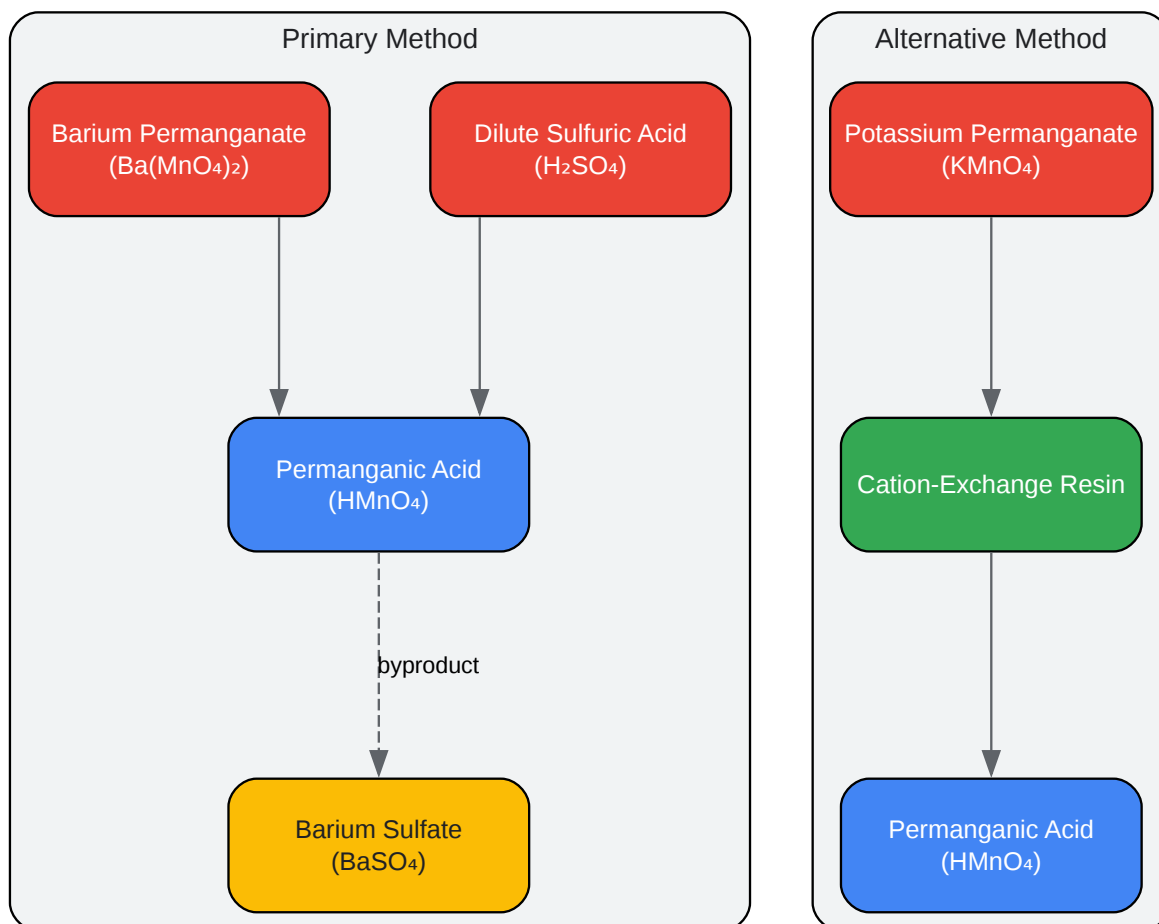 Primary Method
Barium Permanganate
(Ba(MnO₄)₂)
Dilute Sulfuric Acid
(H₂SO₄)
Permanganic Acid
(HMnO₄)
byproduct
Barium Sulfate
(BaSO₄)
Alternative Method
Potassium Permanganate
(KMnO₄)
Cation-Exchange Resin
Permanganic Acid
(HMnO₄)